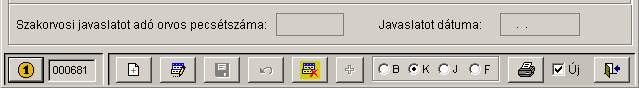 Szakorvosi javaslatot adó orvos pecsétszáma: Javaslatot dátuma: . .
1 000681 B K J F Új